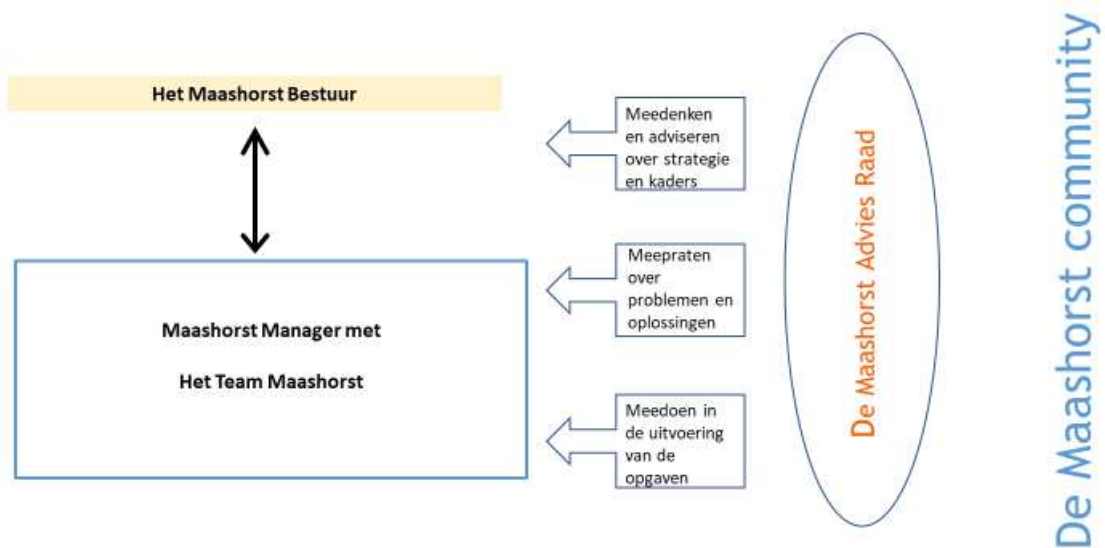 Het Maashorst Bestuur
Meedenken
en adviseren
over strategie
en kaders
Meepraten
over
problemen en
oplossingen
Maashorst Manager met
Het Team Maashorst
Meedoen in
de uitvoering
van de
opgaven
De Maashorst Advies Raad
De Maashorst community